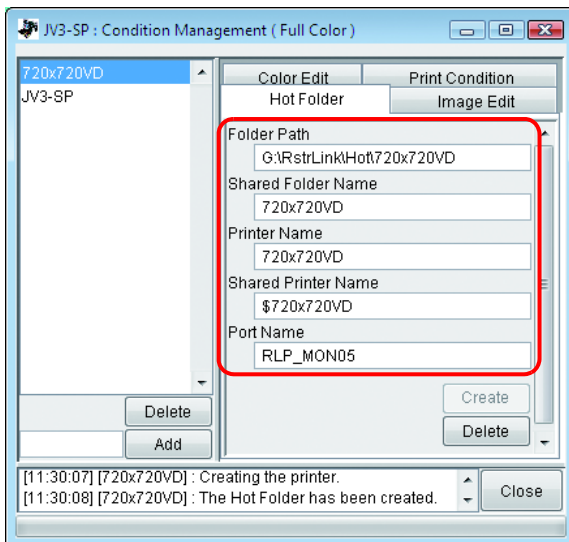 JV3-SP : Condition Management ( Full Color )
720x720VD
JV3-SP
Delete
Add
Color Edit
Print Condition
Hot Folder
Image Edit
Folder Path
G:\RstrLink\Hot\720x720VD
Shared Folder Name
720x720VD
Printer Name
720x720VD
Shared Printer Name
$720x720VD
Port Name
RLP_MON05
Create
Delete
[11:30:07] [720x720VD] : Creating the printer.
[11:30:08] [720x720VD] : The Hot Folder has been created.
Close